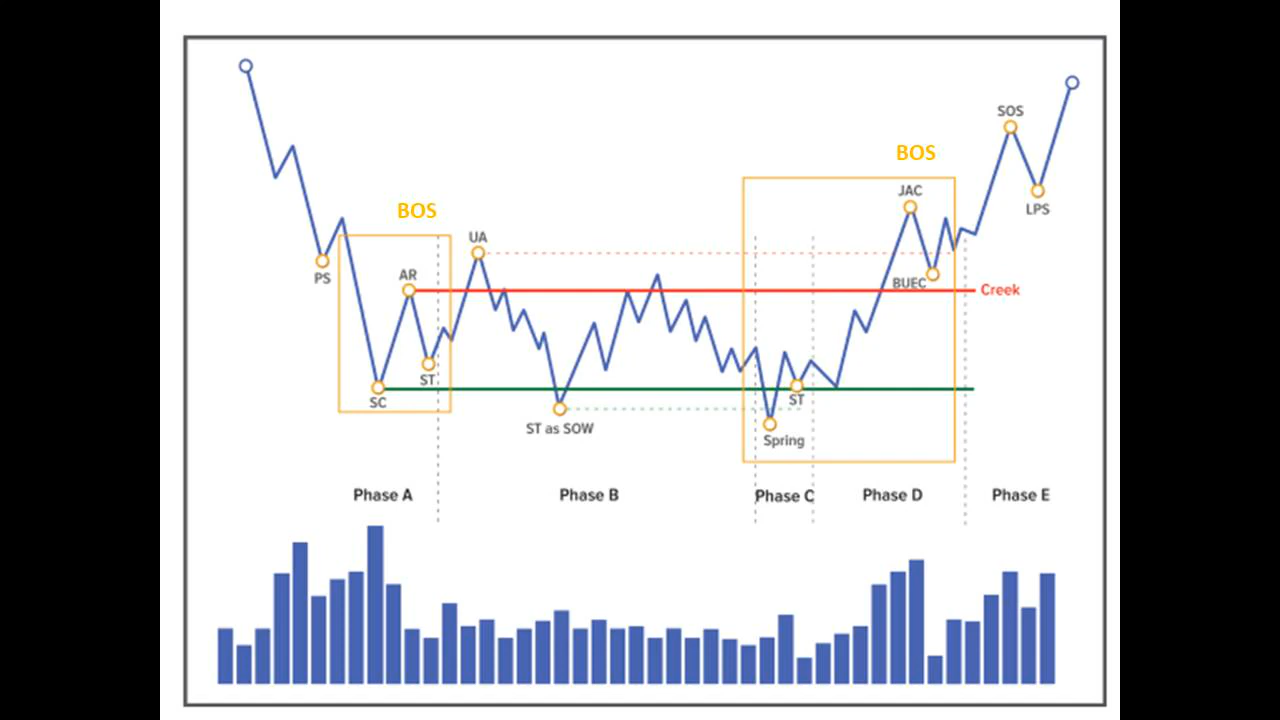 SOS
BOS
JAC
LPS
BOS
UA
PS
AR
BUEC
Creek
ST
SC
ST
ST as SOW
Spring
Phase A
Phase B
Phase C
Phase D
Phase E